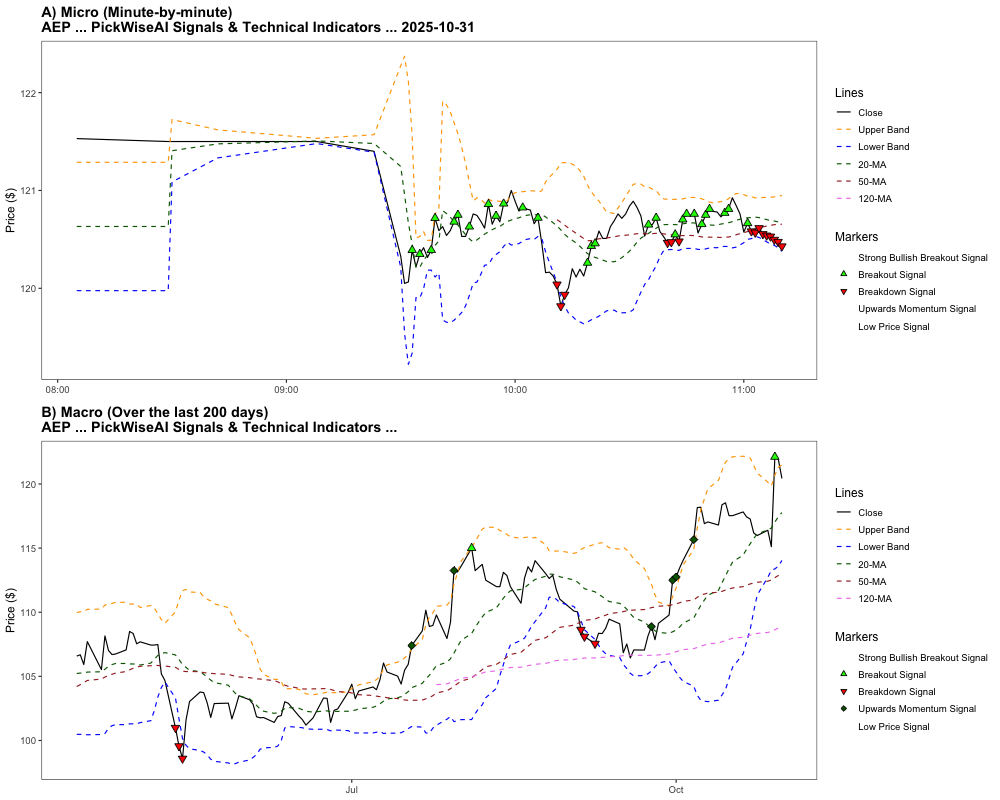 A) Micro (Minute-by-minute)
AEP ... PickWiseAI Signals & Technical Indicators ... 2025-10-31
Price ($)
122
121
120
08:00
09:00
10:00
11:00
Lines
Close
Upper Band
Lower Band
20-MA
50-MA
120-MA
Markers
Strong Bullish Breakout Signal
Breakout Signal
Breakdown Signal
Upwards Momentum Signal
Low Price Signal
B) Macro (Over the last 200 days)
AEP ... PickWiseAI Signals & Technical Indicators ...
Price ($)
120
115
110
105
100
Jul
Oct
Lines
Close
Upper Band
Lower Band
20-MA
50-MA
120-MA
Markers
Strong Bullish Breakout Signal
Breakout Signal
Breakdown Signal
Upwards Momentum Signal
Low Price Signal